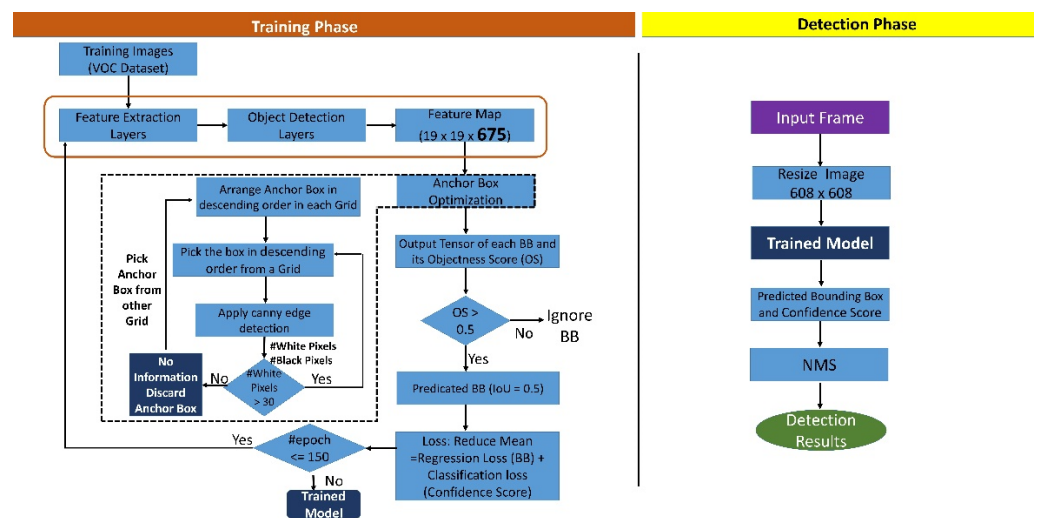 Training Phase
Detection Phase
Training Images
(VOC Dataset)
Feature Extraction
Layers
Object Detection
Layers
Feature Map
(19 x 19 x 675)
Arrange Anchor Box in
descending order in each Grid
Anchor Box
Optimization
Pick
Anchor
Box from
other
Grid
Pick the box in descending
order from a Grid
Output Tensor of each BB and
its Objectness Score (OS)
Apply canny edge
detection
#White Pixels
#Black Pixels
OS >
0.5
No
Ignore
BB
Yes
No
Information
Discard
Anchor Box
No
#White
Pixels
> 30
Yes
Predicated BB (IoU = 0.5)
Yes
#epoch
<= 150
No
Trained
Model
Loss: Reduce Mean
=Regression Loss (BB) +
Classification loss
(Confidence Score)
Input Frame
Resize Image
608 x 608
Trained Model
Predicted Bounding Box
and Confidence Score
NMS
Detection
Results